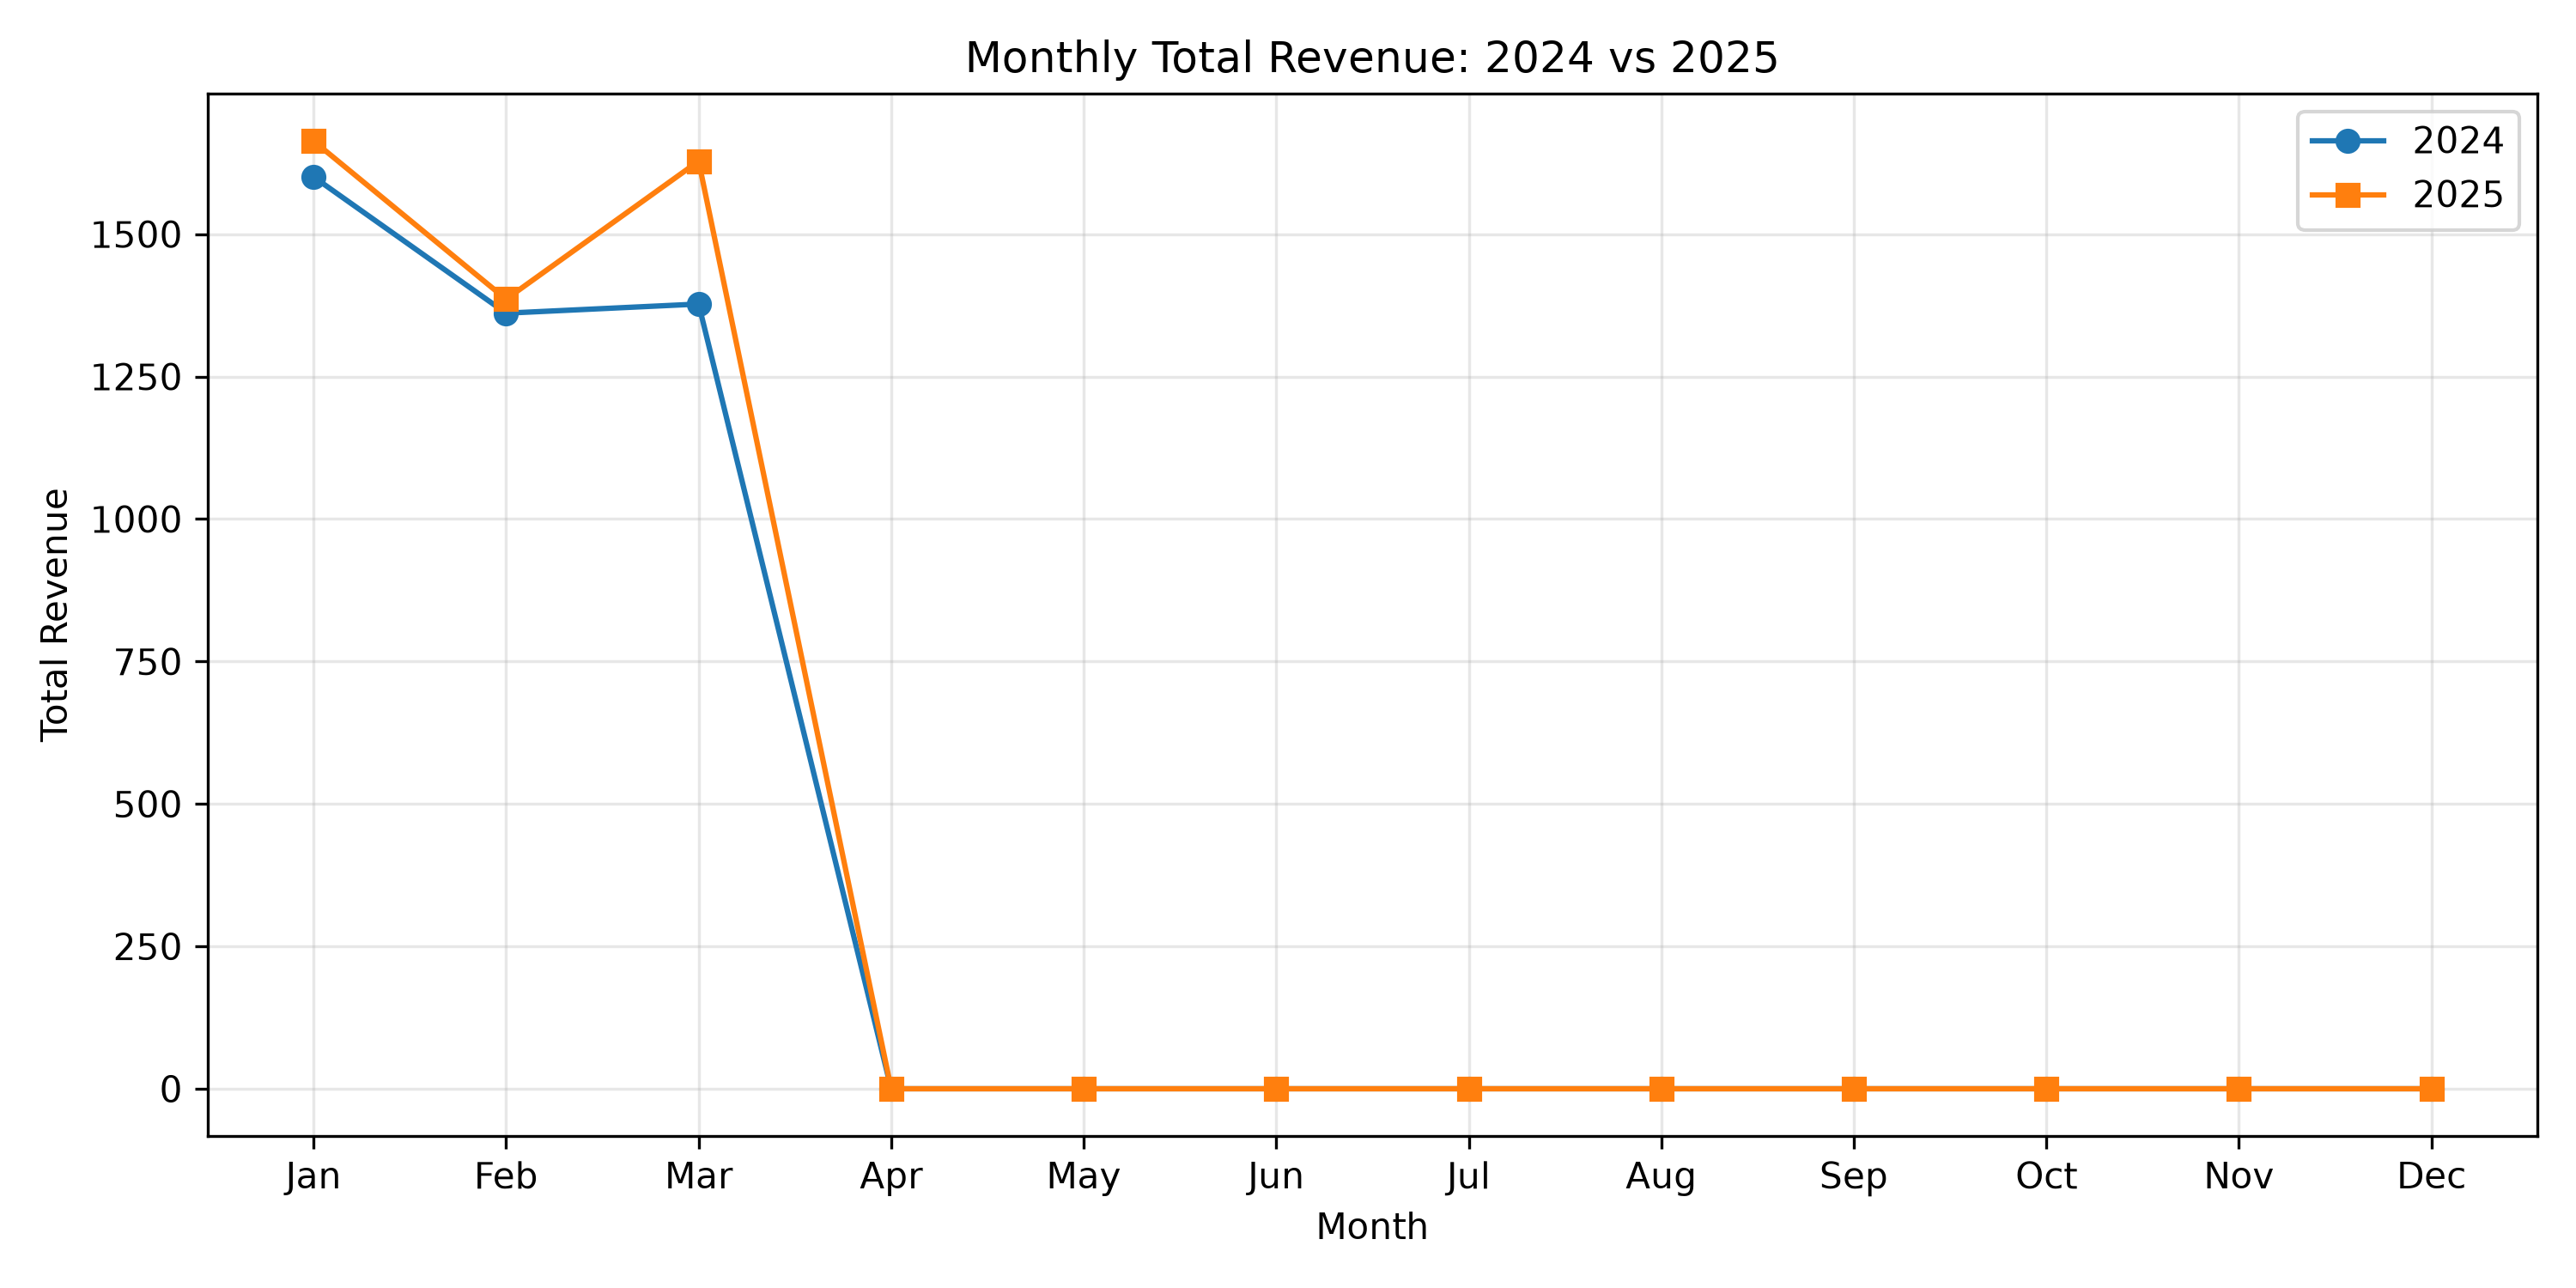 Monthly Total Revenue: 2024 vs 2025
2024
2025
1500
1250
1000
750
500
250
0
Total Revenue
Jan Feb Mar Apr May Jun Jul Aug Sep Oct Nov Dec
Month